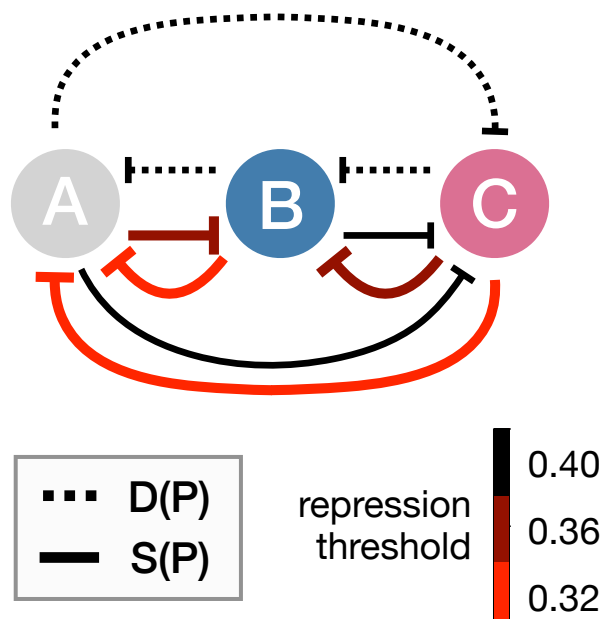 A
B
C
D(P)
S(P)
repression
threshold
0.40
0.36
0.32